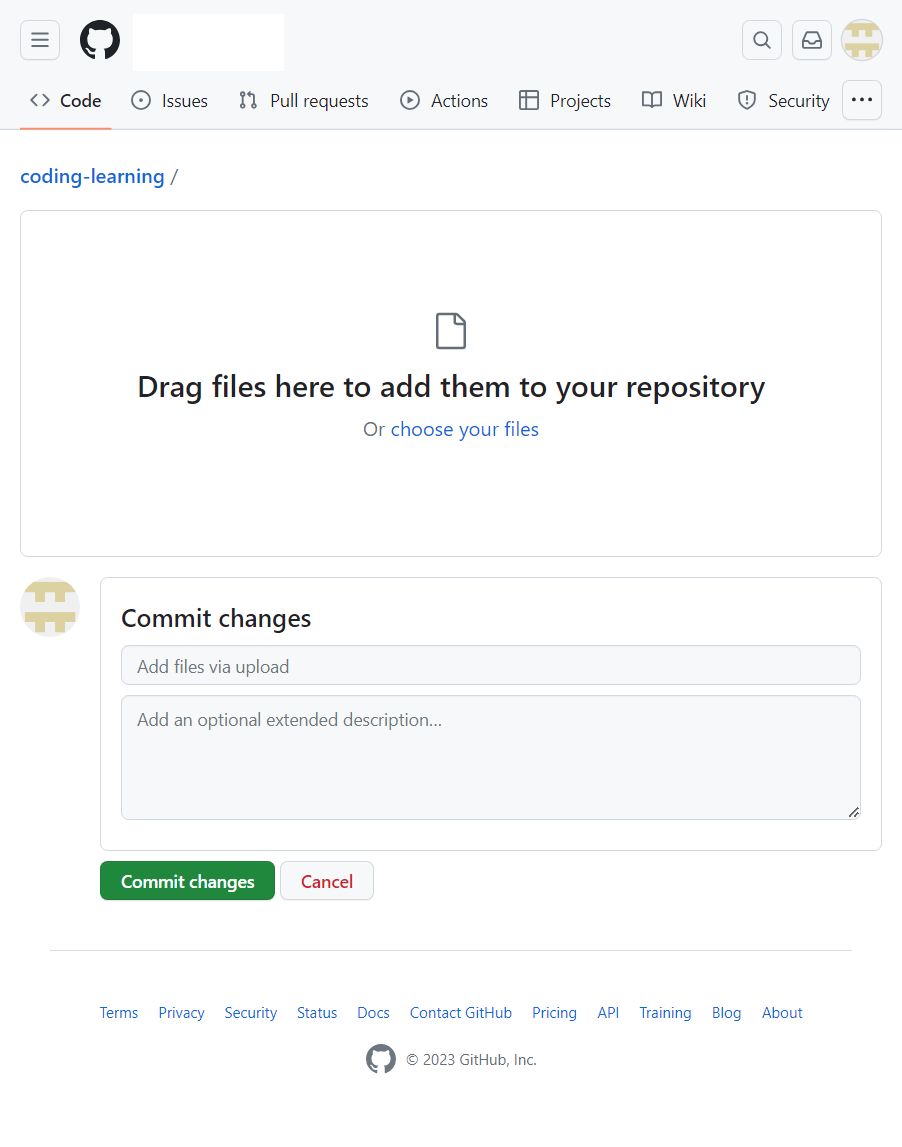 Code Issues Pull requests Actions Projects Wiki Security
coding-learning /
Drag files here to add them to your repository
Or choose your files
Commit changes
Add files via upload
Add an optional extended description...
Commit changes Cancel
Terms Privacy Security Status Docs Contact GitHub Pricing API Training Blog About
© 2023 GitHub, Inc.